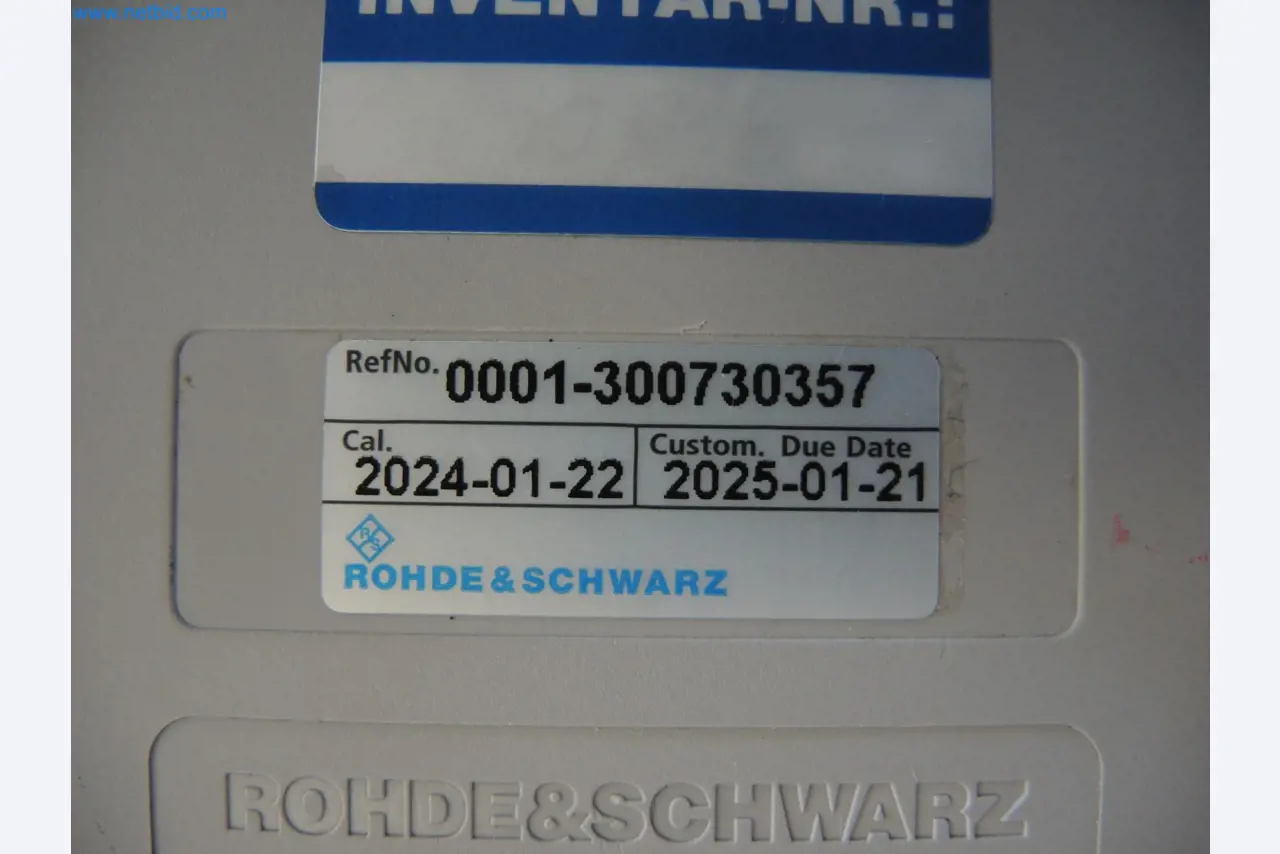 www.netbid.com
INVENTAR-NR.:
RefNo. 0001-300730357
Cal. Custom. Due Date
2024-01-22 2025-01-21
R&S
ROHDE&SCHWARZ
ROHDE&SCHWARZ